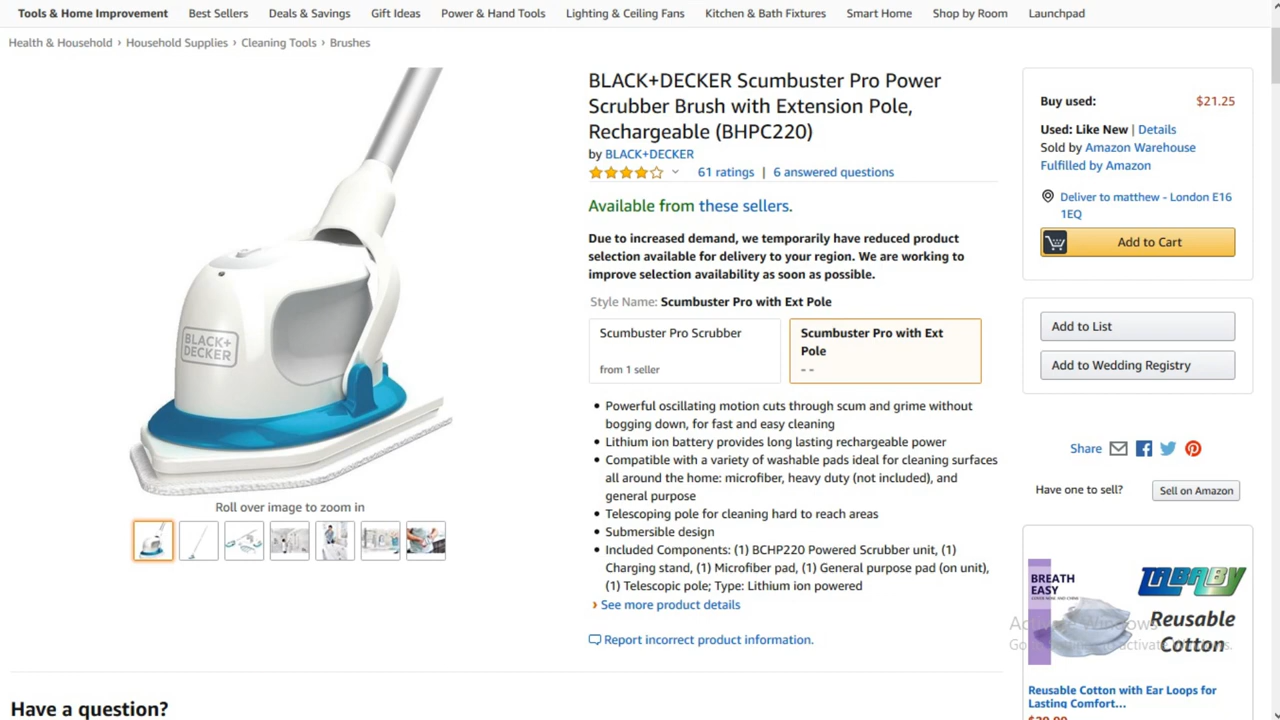 Tools & Home Improvement Best Sellers Deals & Savings Gift Ideas Power & Hand Tools Lighting & Ceiling Fans Kitchen & Bath Fixtures Smart Home Shop by Room Launchpad
Health & Household › Household Supplies › Cleaning Tools › Brushes
BLACK+
DECKER
Roll over image to zoom in
BLACK+DECKER Scumbuster Pro Power
Scrubber Brush with Extension Pole,
Rechargeable (BHPC220)
by BLACK+DECKER
61 ratings | 6 answered questions
Available from these sellers.
Due to increased demand, we temporarily have reduced product
selection available for delivery to your region. We are working to
improve selection availability as soon as possible.
Style Name: Scumbuster Pro with Ext Pole
Scumbuster Pro Scrubber
from 1 seller
Scumbuster Pro with Ext
Pole
- -
• Powerful oscillating motion cuts through scum and grime without
bogging down, for fast and easy cleaning
• Lithium ion battery provides long lasting rechargeable power
• Compatible with a variety of washable pads ideal for cleaning surfaces
all around the home: microfiber, heavy duty (not included), and
general purpose
• Telescoping pole for cleaning hard to reach areas
• Submersible design
• Included Components: (1) BCHP220 Powered Scrubber unit, (1)
Charging stand, (1) Microfiber pad, (1) General purpose pad (on unit),
(1) Telescopic pole; Type: Lithium ion powered
› See more product details
Report incorrect product information.
Buy used: $21.25
Used: Like New | Details
Sold by Amazon Warehouse
Fulfilled by Amazon
Deliver to matthew - London E16
1EQ
Add to Cart
Add to List
Add to Wedding Registry
Share
Have one to sell? Sell on Amazon
BREATH
EASY
TABABY
Reusable
Cotton
Activate Windows
Reusable Cotton with Ear Loops for
Lasting Comfort...
Have a question?